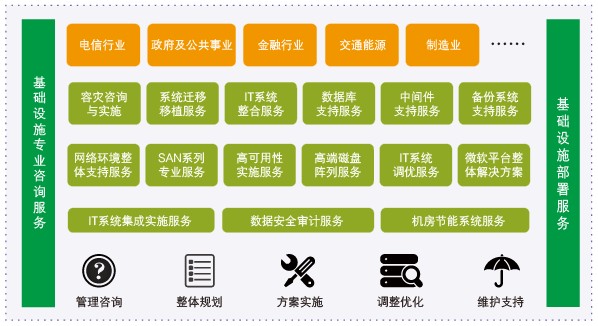 基础设施专业咨询服务
电信行业
政府及公共事业
金融行业
交通能源
制造业
······
容灾咨询
与实施
系统迁移
移植服务
IT系统
整合服务
数据库
支持服务
中间件
支持服务
备份系统
支持服务
网络环境整
体支持服务
SAN系列
专业服务
高可用性
实施服务
高端磁盘
阵列服务
IT系统
调优服务
微软平台整
体解决方案
IT系统集成实施服务
数据安全审计服务
机房节能系统服务
管理咨询
整体规划
方案实施
调整优化
维护支持
基础设施部署服务